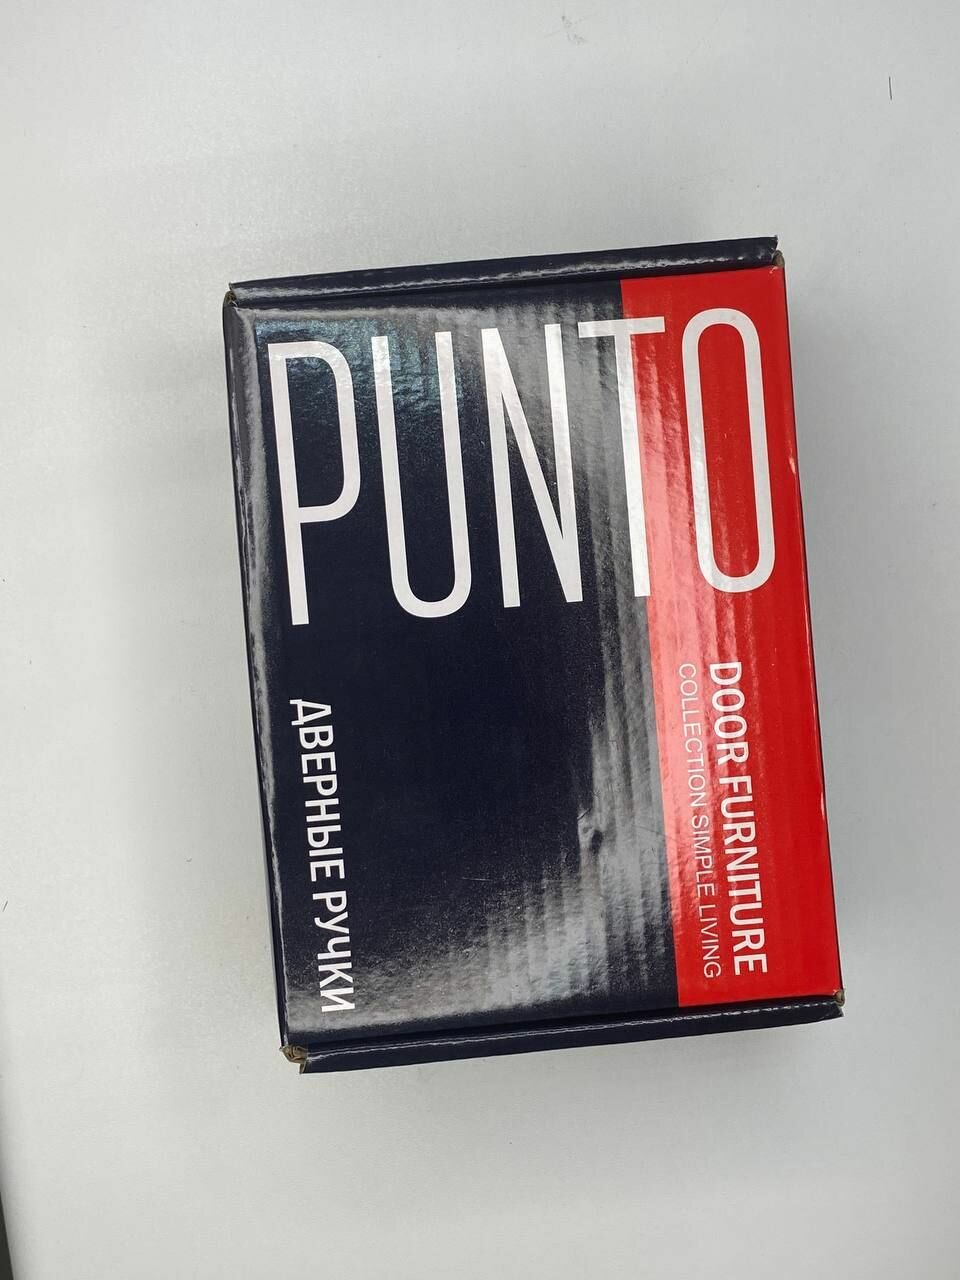 PUNTO
DOOR FURNITURE
COLLECTION SIMPLE LIVING
ДВЕРНЫЕ РУЧКИ